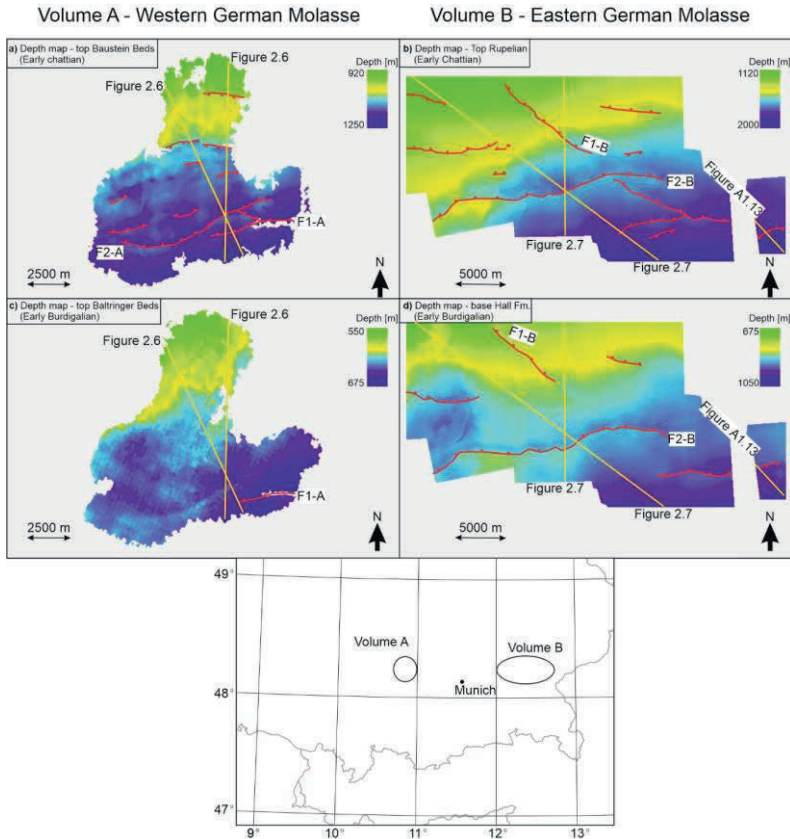 Volume A - Western German Molasse
Volume B - Eastern German Molasse
a) Depth map - top Baustein Beds
(Early chattian)
Figure 2.6
Figure 2.6
Depth [m]
920
1250
F1-A
F2-A
2500 m
N
b) Depth map - Top Rupelian
(Early Chattian)
Depth [m]
1120
2000
F1-B
F2-B
Figure A1.13
Figure 2.7
Figure 2.7
5000 m
N
c) Depth map - top Baltringer Beds
(Early Burdigalian)
Figure 2.6
Figure 2.6
Depth [m]
550
675
F1-A
2500 m
N
d) Depth map - base Hall Fm.
(Early Burdigalian)
Depth [m]
675
1050
F1-B
F2-B
Figure A1.13
Figure 2.7
Figure 2.7
5000 m
N
49°
Volume A
Volume B
Munich
48°
47°
9° 10° 11° 12° 13°